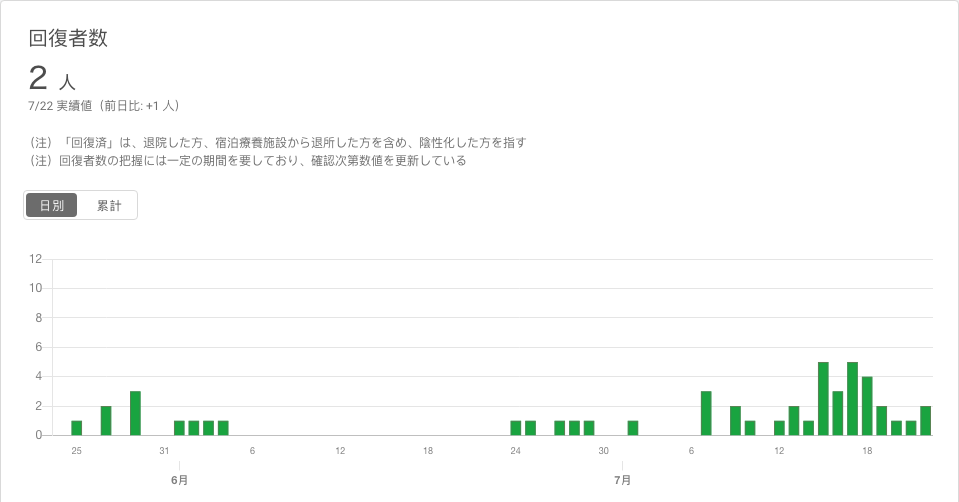 回復者数
2 人
7/22 実績値（前日比: +1 人）
（注）「回復済」は、退院した方、宿泊療養施設から退所した方を含め、陰性化した方を指す
（注）回復者数の把握には一定の期間を要しており、確認次第数値を更新している
日別 累計
12
10
8
6
4
2
0
25 31 6 12 18 24 30 6 12 18
6月 7月